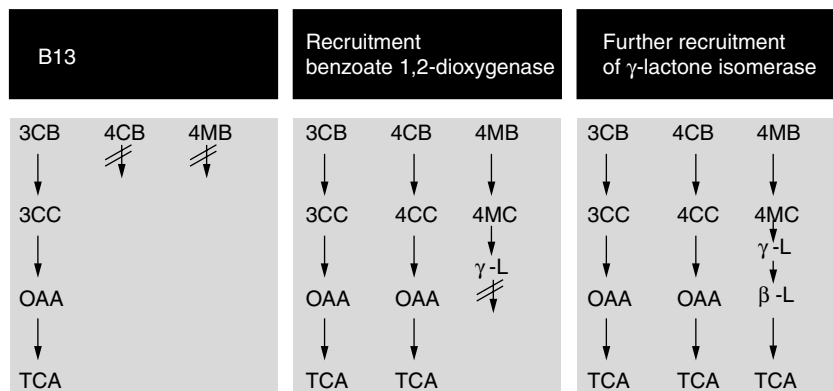 B13
Recruitment
benzoate 1,2-dioxygenase
Further recruitment
of γ-lactone isomerase
3CB 4CB 4MB
3CC
OAA
TCA
3CB 4CB 4MB
3CC 4CC 4MC
γ-L
OAA OAA
TCA TCA
3CB 4CB 4MB
3CC 4CC 4MC
γ-L
OAA OAA β-L
TCA TCA TCA